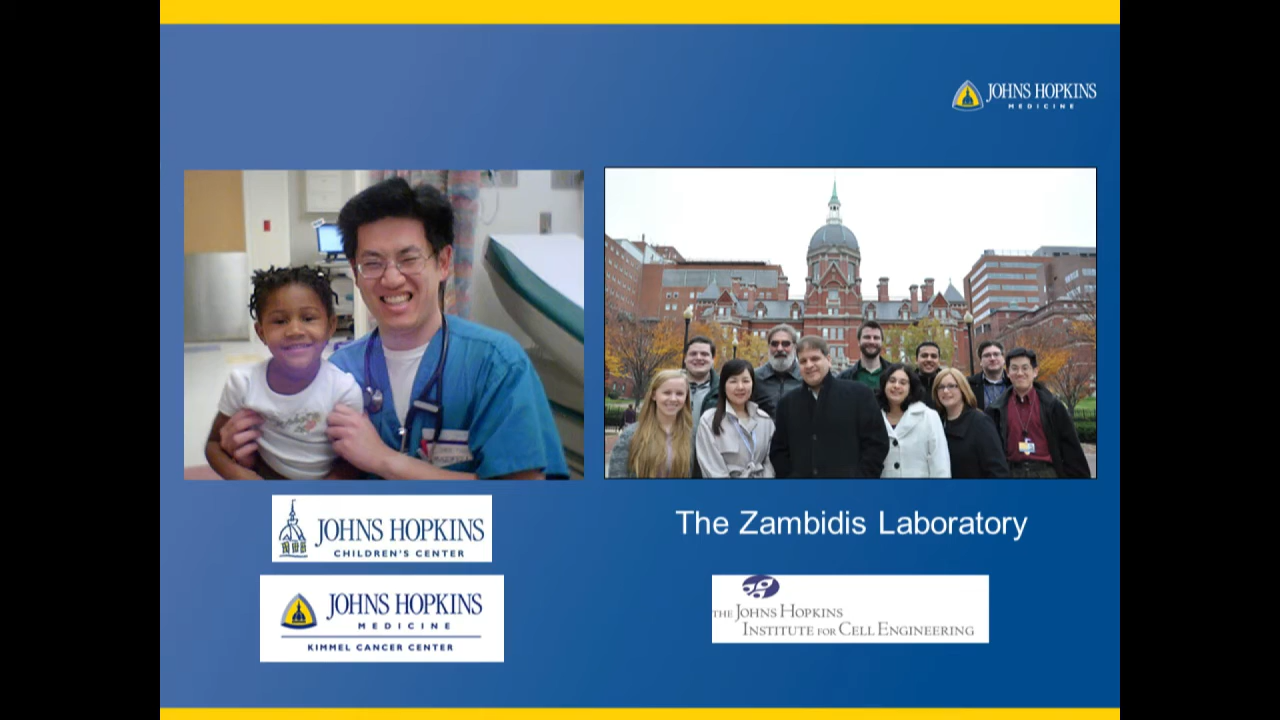 JOHNS HOPKINS
MEDICINE
JOHNS HOPKINS
CHILDREN'S CENTER
JOHNS HOPKINS
MEDICINE
KIMMEL CANCER CENTER
The Zambidis Laboratory
THE JOHNS HOPKINS
INSTITUTE FOR CELL ENGINEERING